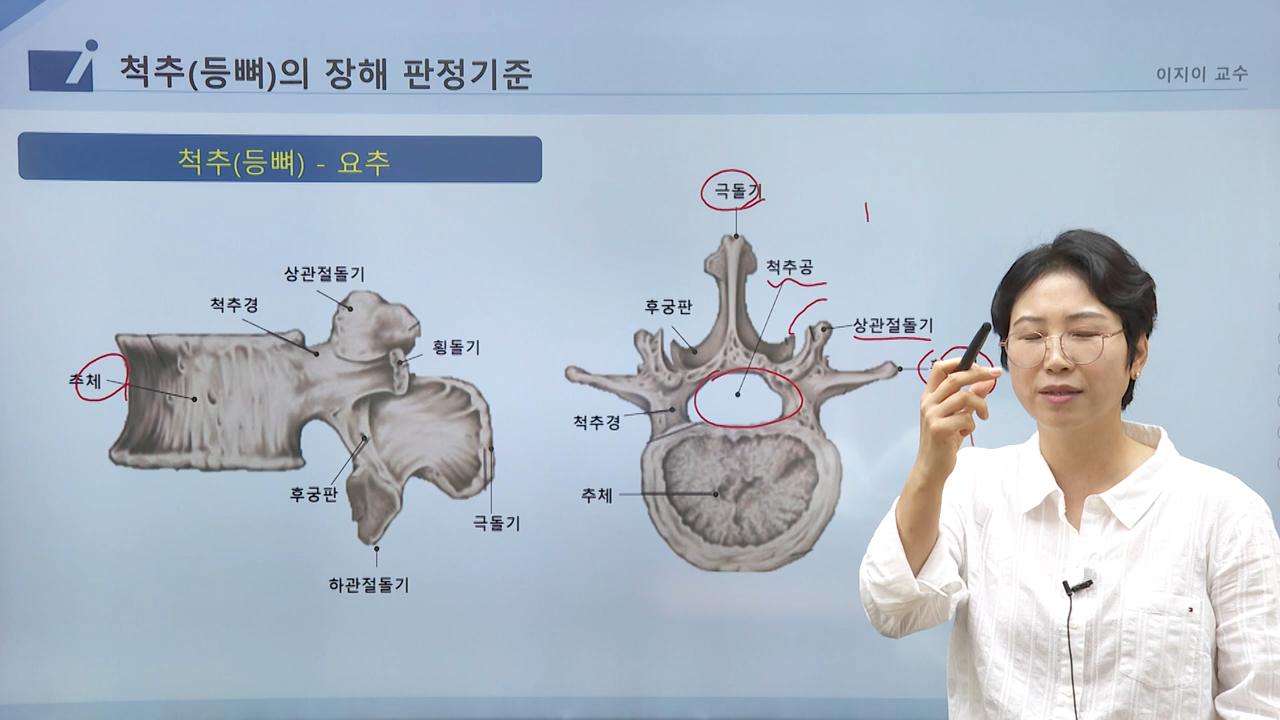 척추(등뼈)의 장해 판정기준
이지이 교수
척추(등뼈) - 요추
극돌기
상관절돌기
척추경
횡돌기
추체
후궁판
극돌기
하관절돌기
척추공
후궁판
상관절돌기
척추경
추체